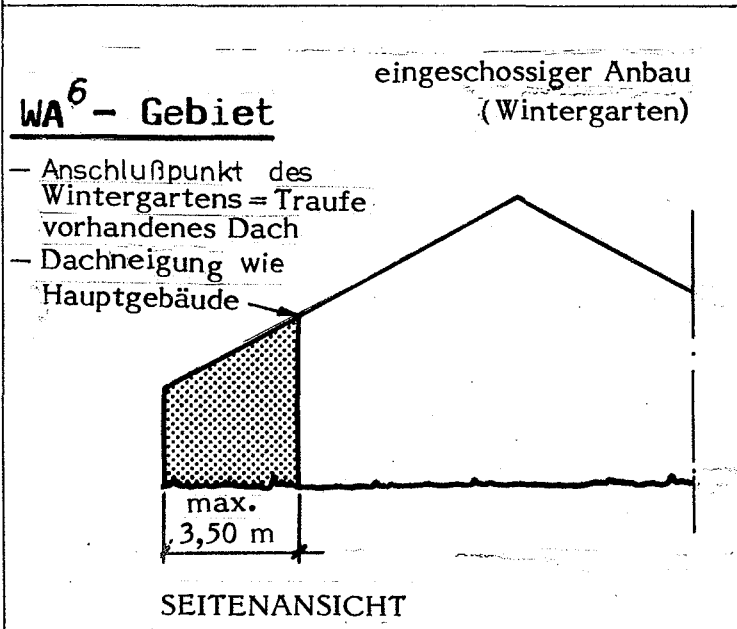 eingeschossiger Anbau
(Wintergarten)
WA⁶ – Gebiet
– Anschlußpunkt des
Wintergartens = Traufe
vorhandenes Dach
– Dachneigung wie
Hauptgebäude
max.
3,50 m
SEITENANSICHT